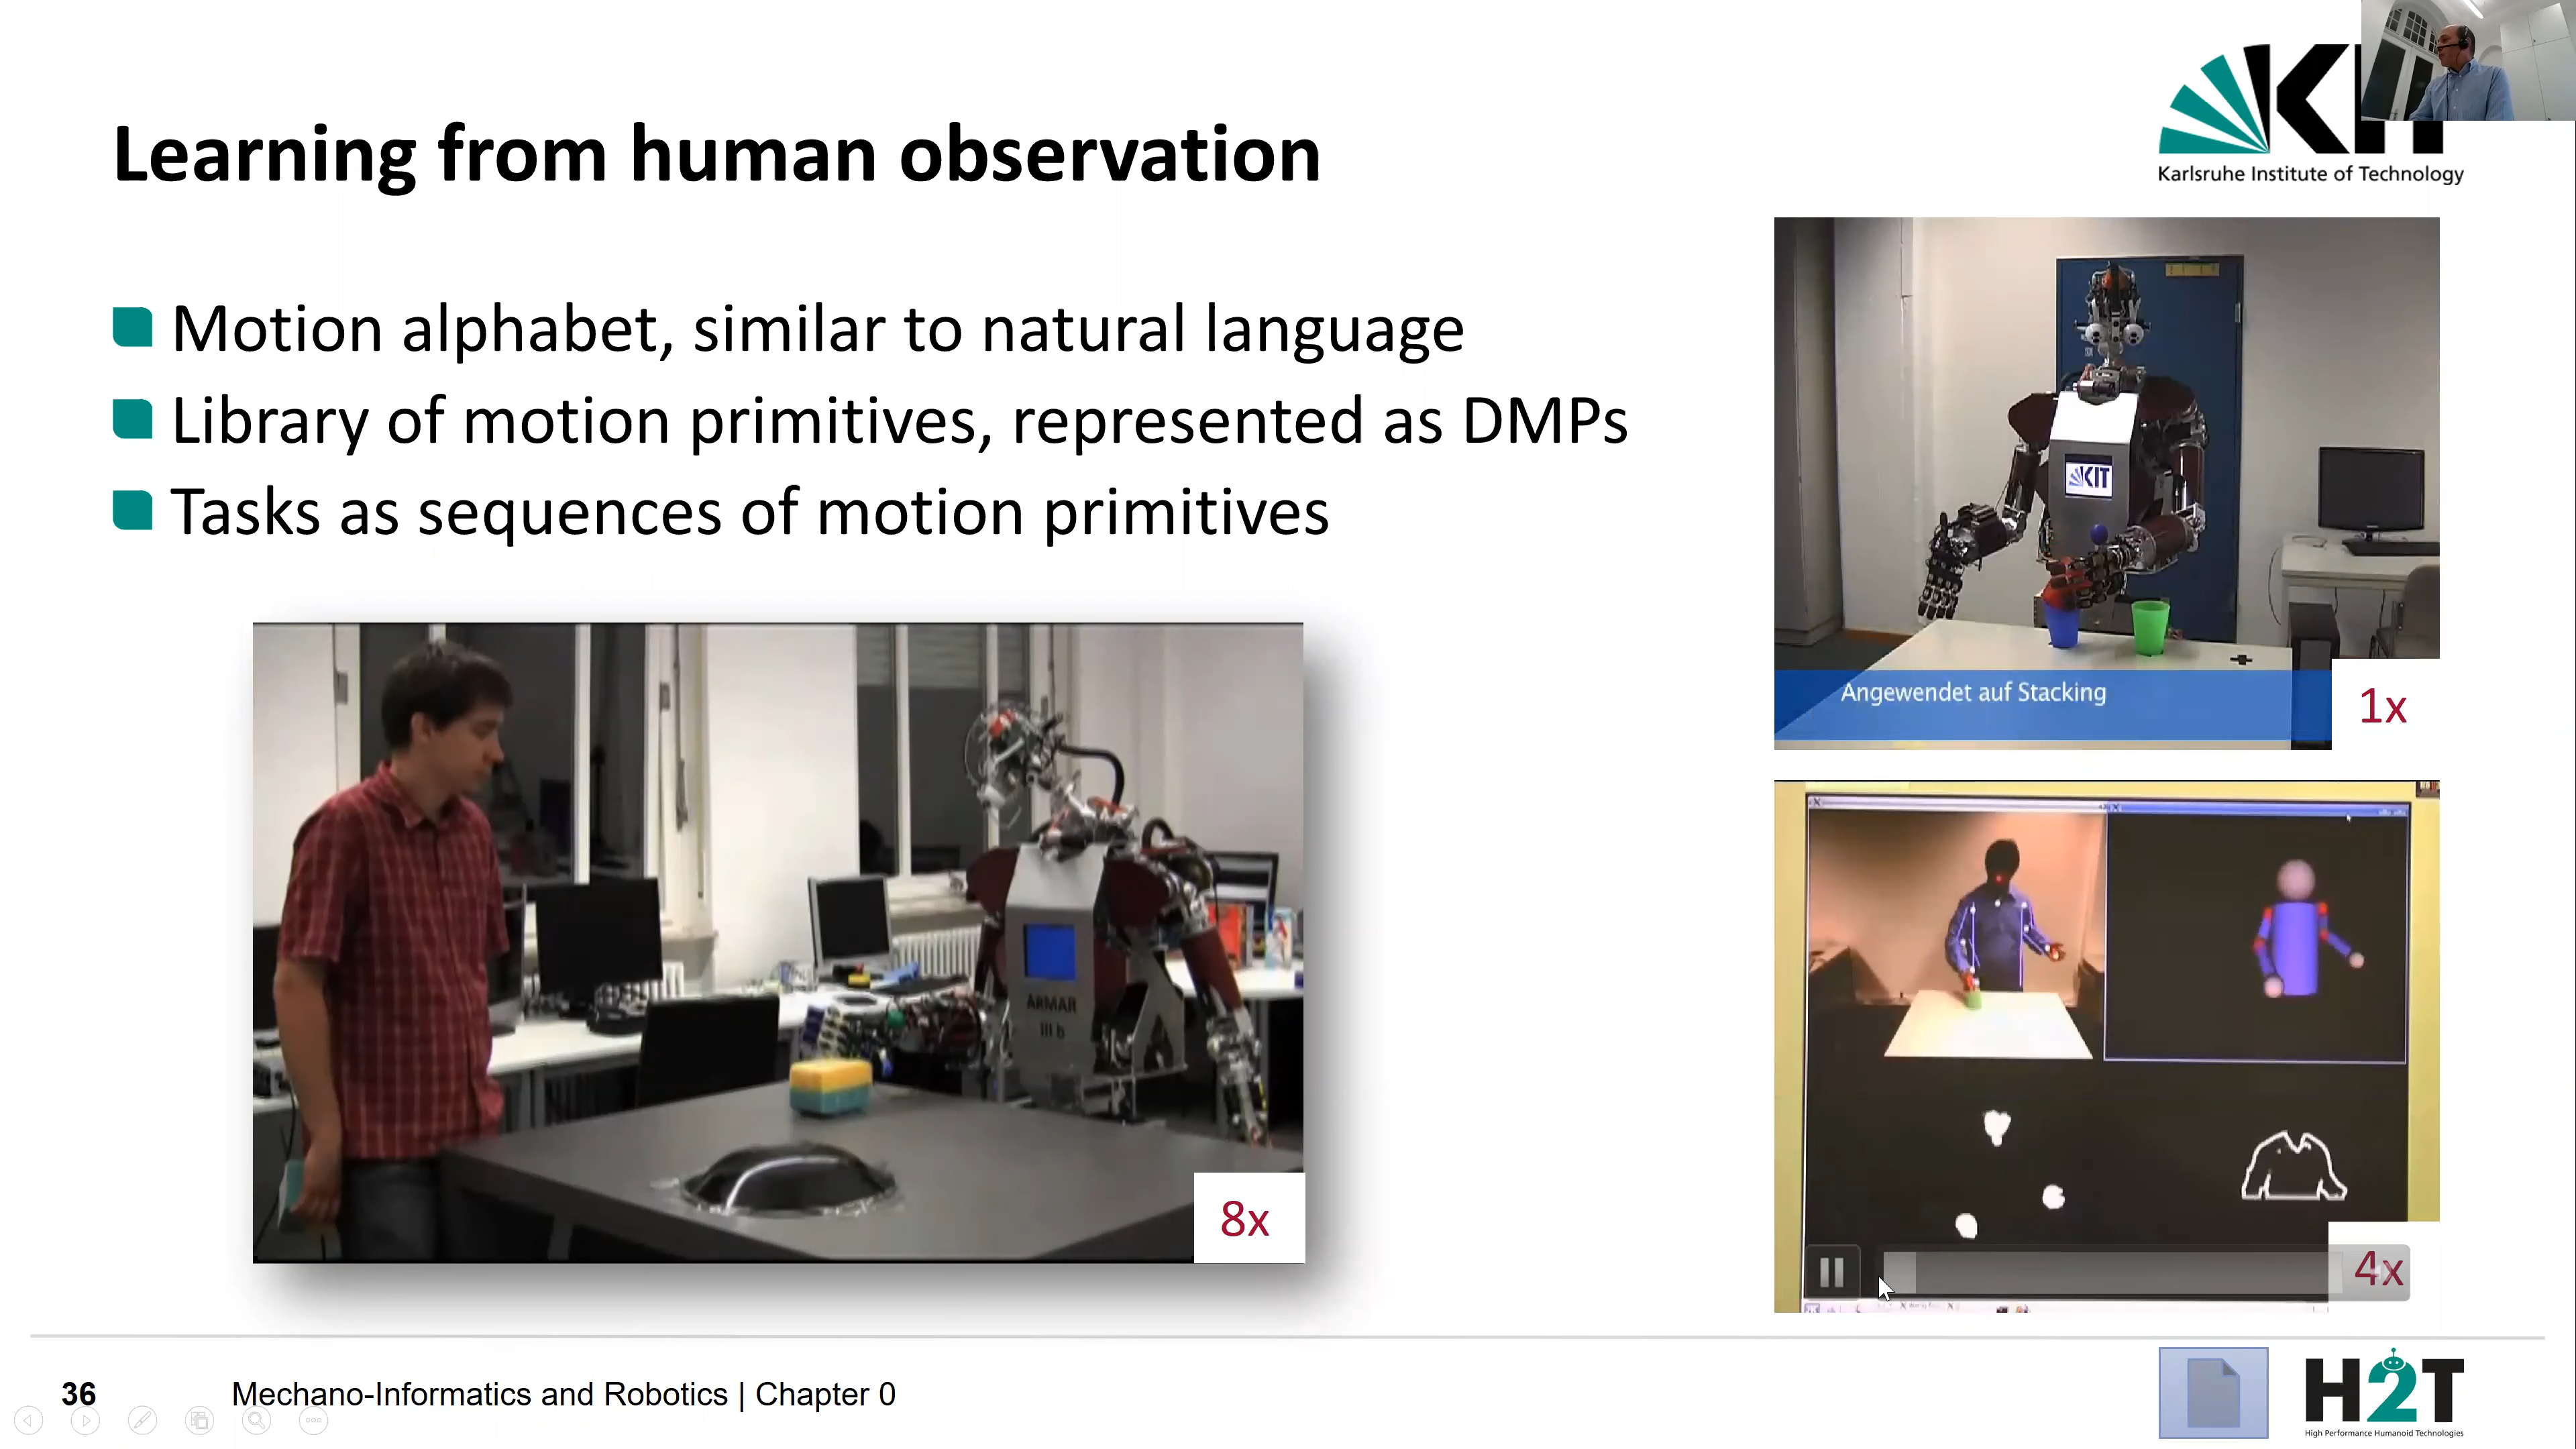 Learning from human observation
KIT
Karlsruhe Institute of Technology
Motion alphabet, similar to natural language
Library of motion primitives, represented as DMPs
Tasks as sequences of motion primitives
KIT
Angewendet auf Stacking
1x
ARMAR
III b
8x
4x
36
Mechano-Informatics and Robotics | Chapter 0
H2T
High Performance Humanoid Technologies